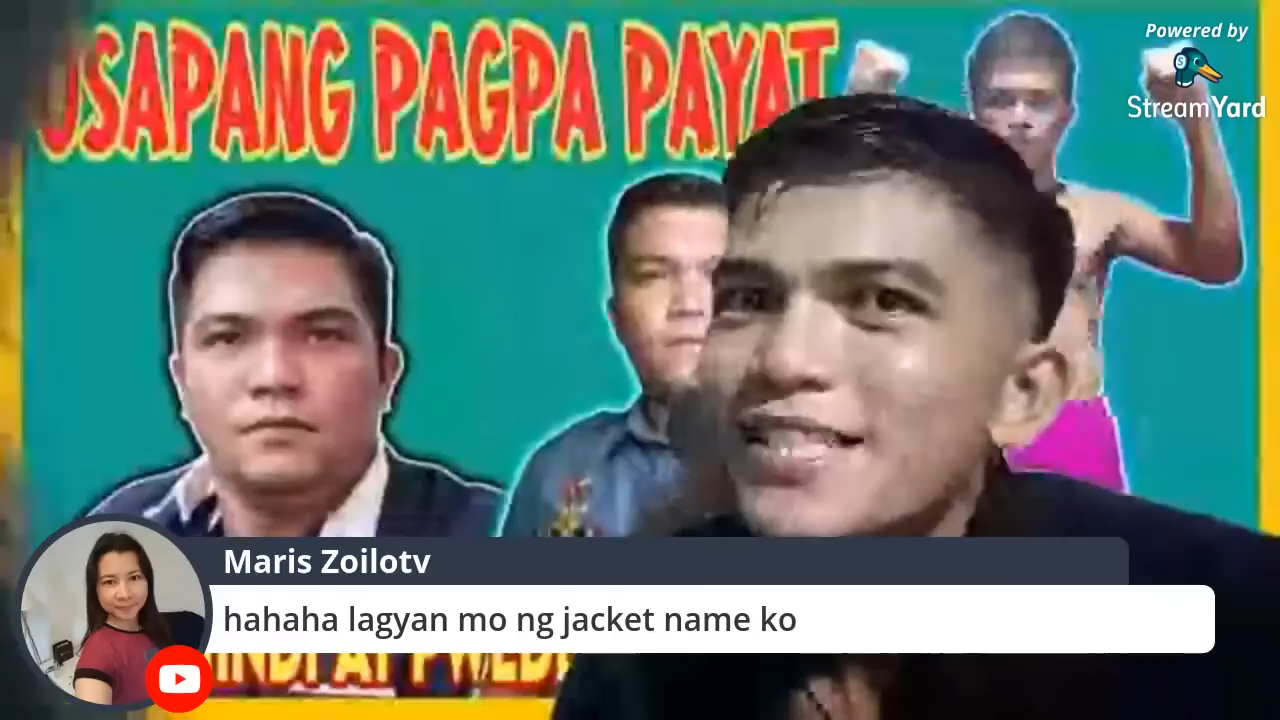 USAPANG PAGPA PAYAT
Powered by
StreamYard
Maris Zoilotv
hahaha lagyan mo ng jacket name ko